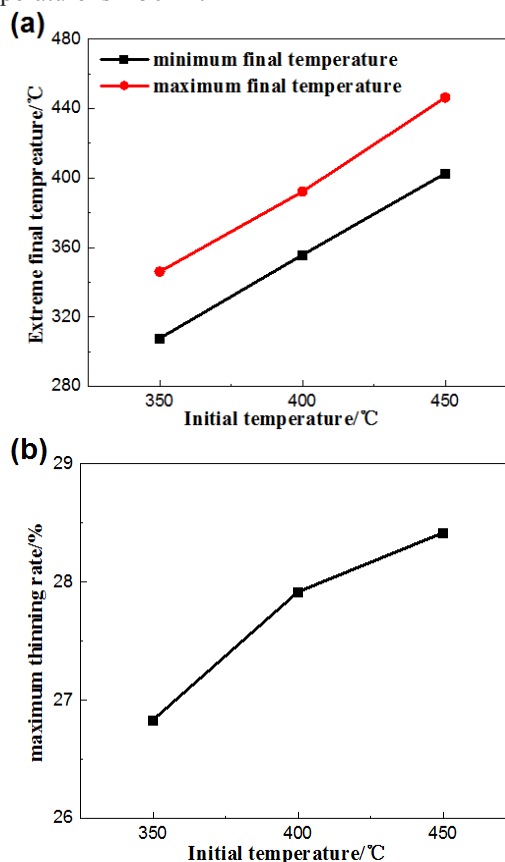 (a)
480
440
400
360
320
280
Extreme final tempreature/℃
minimum final temperature
maximum final temperature
350
400
450
Initial temperature/℃
(b)
29
28
27
26
maximum thinning rate/%
350
400
450
Initial temperature/℃